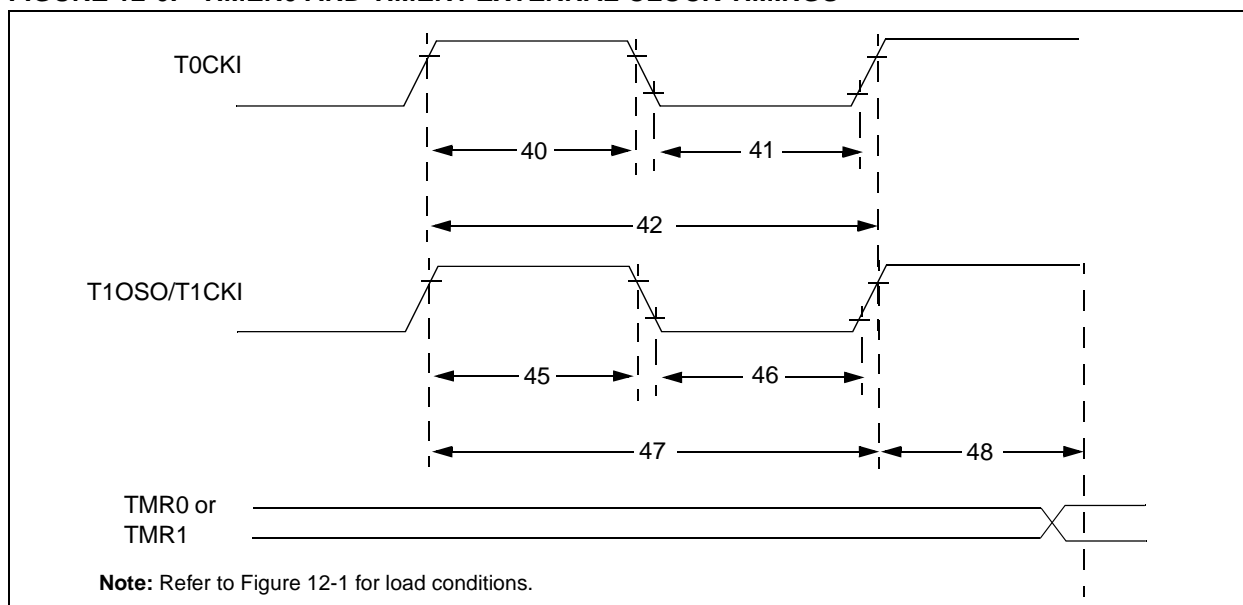 T0CKI
40
41
42
T1OSO/T1CKI
45
46
47
48
TMR0 or
TMR1
Note: Refer to Figure 12-1 for load conditions.